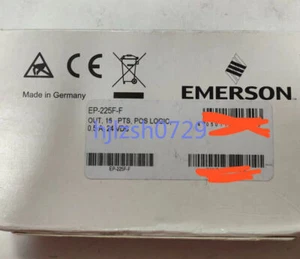 Made in Germany
EMERSON
EP-225F-F
OUT, 16 PTS, POS LOGIC,
0.5 A, 24 VDC
hjlzsh0729
EP-225F-F